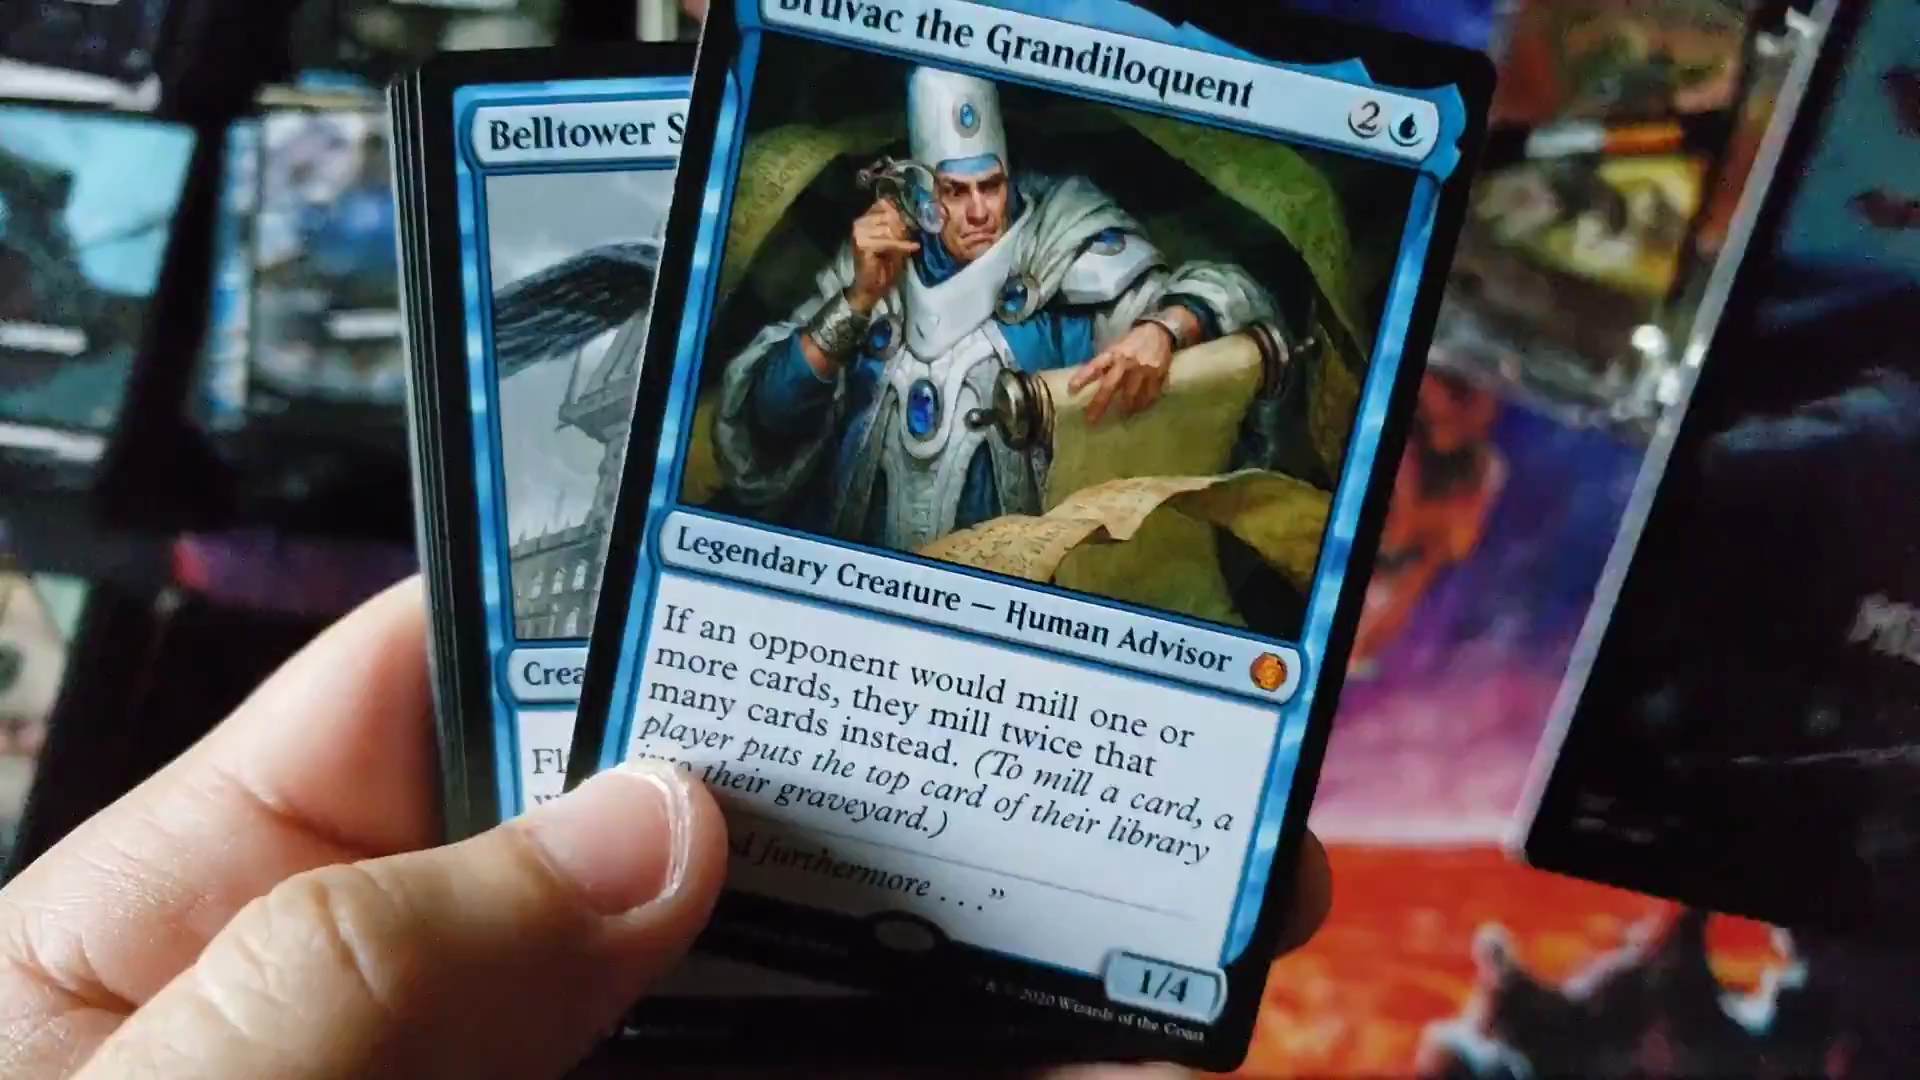 Bruvac the Grandiloquent
2
Belltower S
Legendary Creature — Human Advisor
Crea
If an opponent would mill one or
more cards, they mill twice that
many cards instead. (To mill a card, a
player puts the top card of their library
into their graveyard.)
Fl
furthermore . . .”
1/4
© 2020 Wizards of the Coast